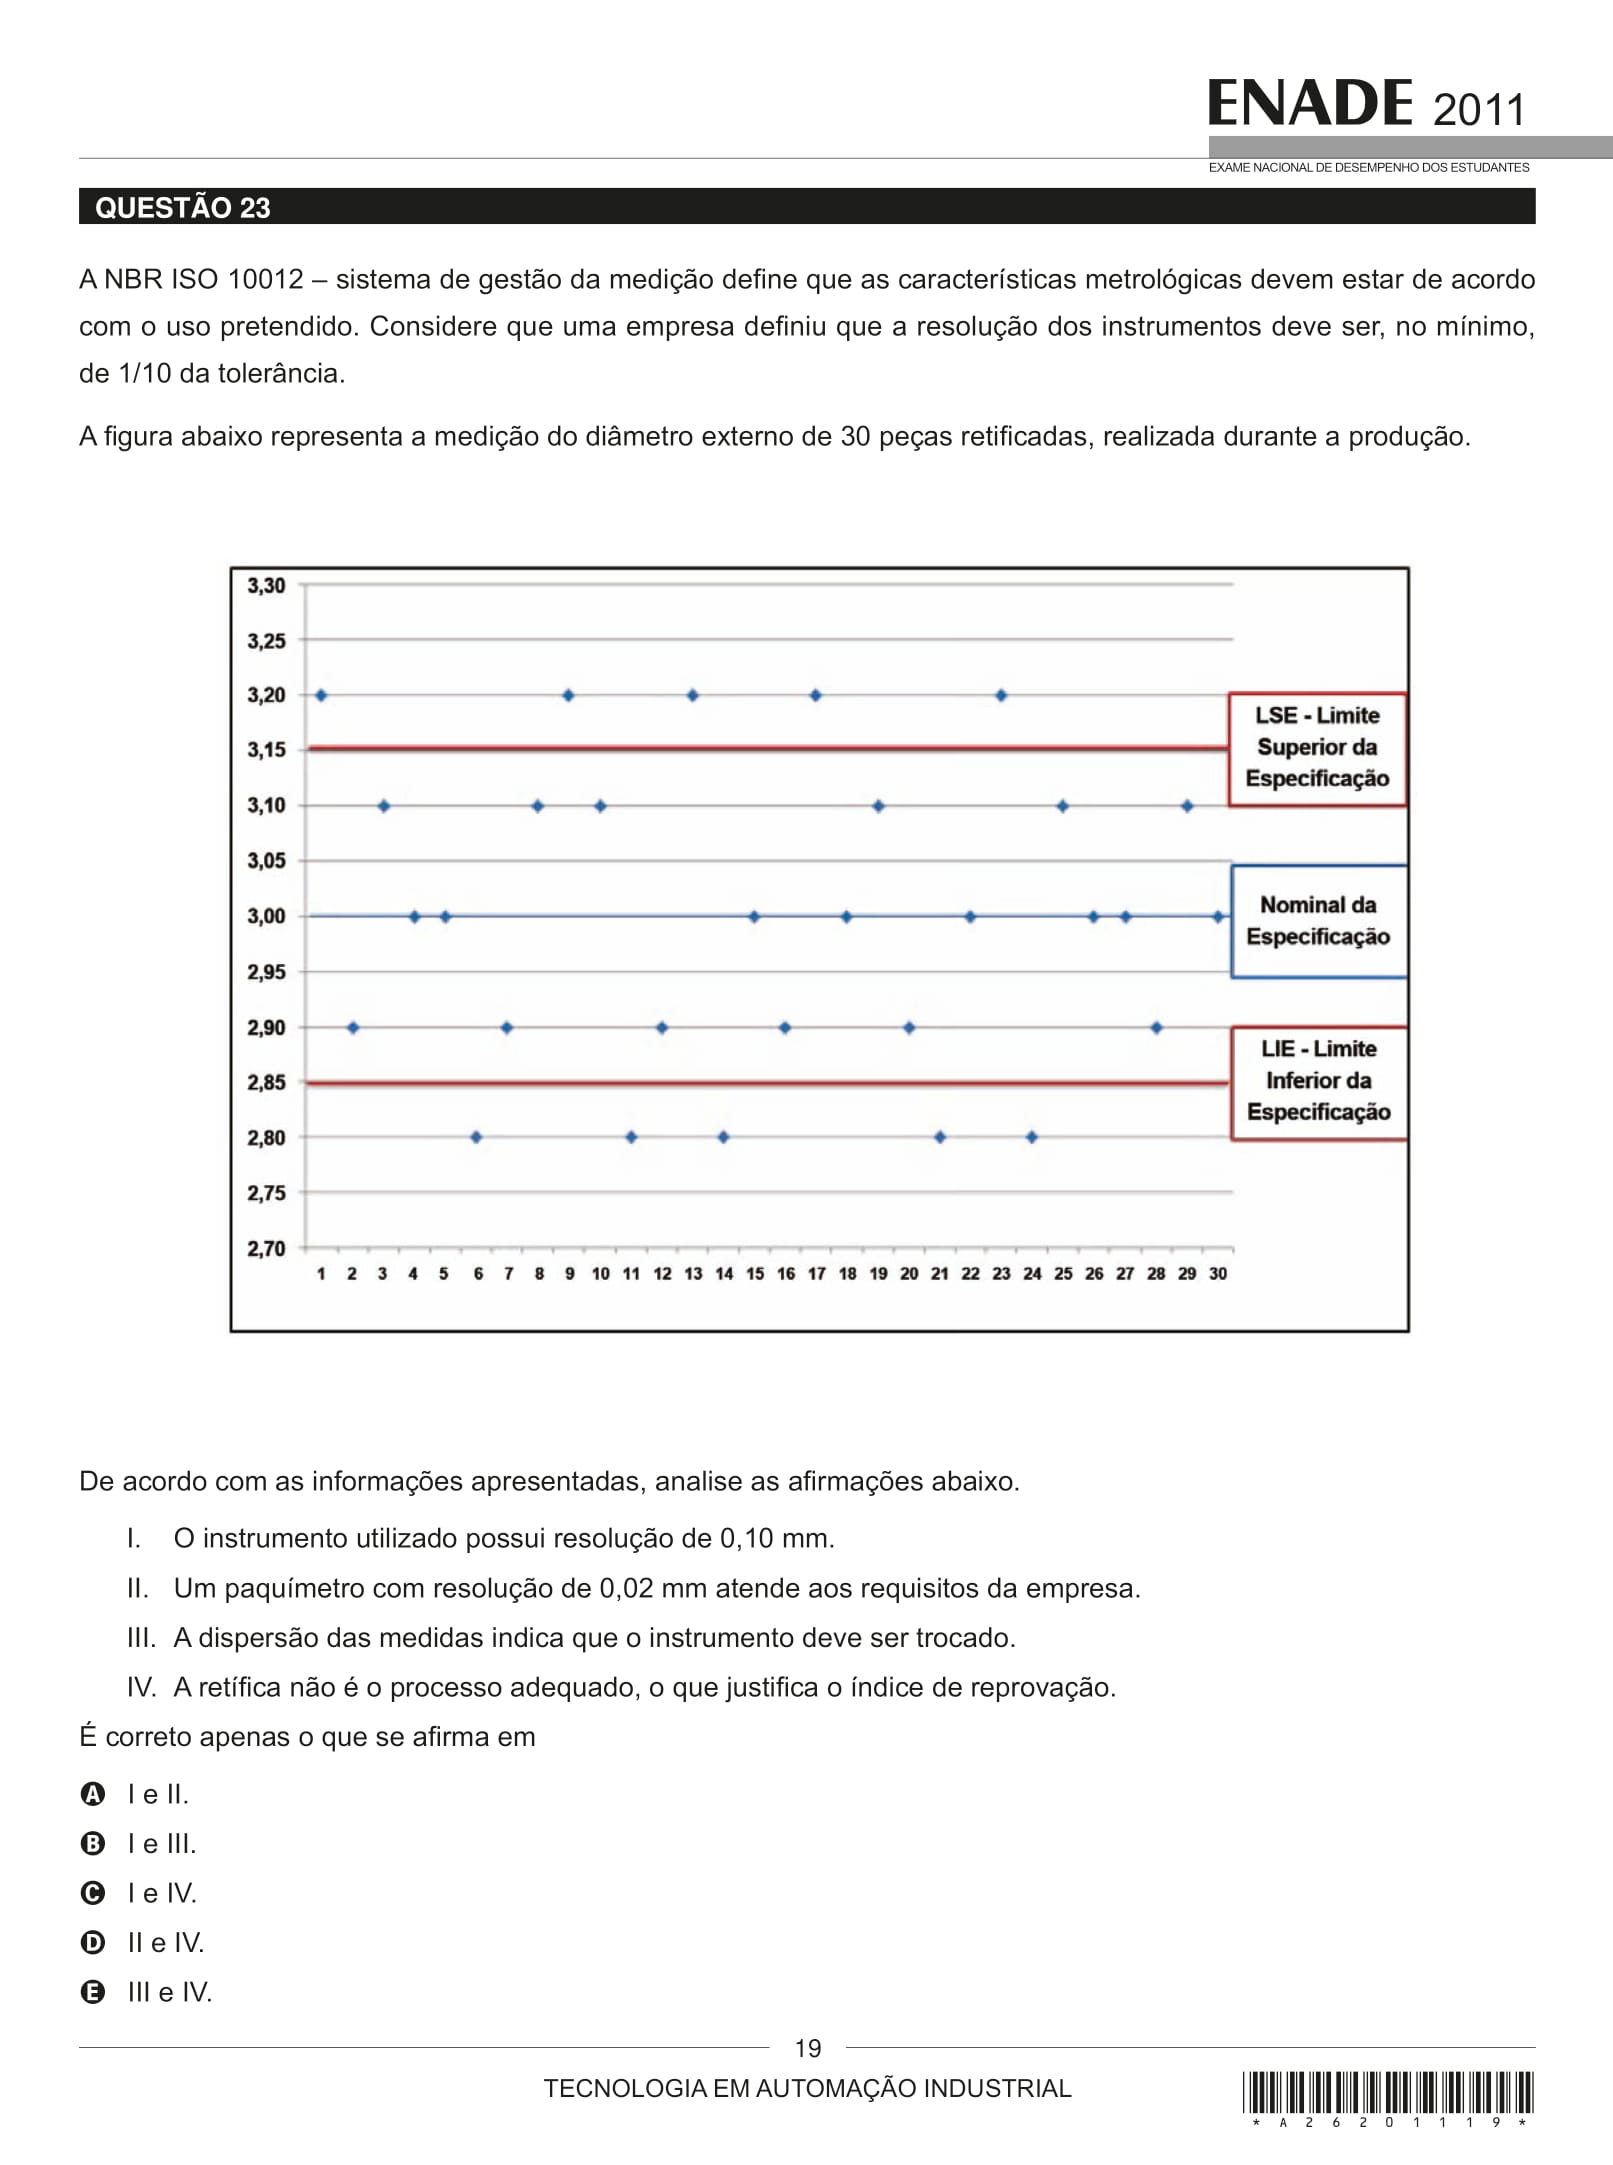 ENADE 2011
EXAME NACIONAL DE DESEMPENHO DOS ESTUDANTES
QUESTÃO 23
A NBR ISO 10012 – sistema de gestão da medição define que as características metrológicas devem estar de acordo
com o uso pretendido. Considere que uma empresa definiu que a resolução dos instrumentos deve ser, no mínimo,
de 1/10 da tolerância.
A figura abaixo representa a medição do diâmetro externo de 30 peças retificadas, realizada durante a produção.
3,30
3,25
3,20
LSE - Limite
Superior da
Especificação
3,15
3,10
3,05
3,00
Nominal da
Especificação
2,95
2,90
LIE - Limite
Inferior da
Especificação
2,85
2,80
2,75
2,70
1 2 3 4 5 6 7 8 9 10 11 12 13 14 15 16 17 18 19 20 21 22 23 24 25 26 27 28 29 30
De acordo com as informações apresentadas, analise as afirmações abaixo.
I. O instrumento utilizado possui resolução de 0,10 mm.
II. Um paquímetro com resolução de 0,02 mm atende aos requisitos da empresa.
III. A dispersão das medidas indica que o instrumento deve ser trocado.
IV. A retífica não é o processo adequado, o que justifica o índice de reprovação.
É correto apenas o que se afirma em
A I e II.
B I e III.
C I e IV.
D II e IV.
E III e IV.
19
TECNOLOGIA EM AUTOMAÇÃO INDUSTRIAL
* A 2 6 2 0 1 1 1 9 *